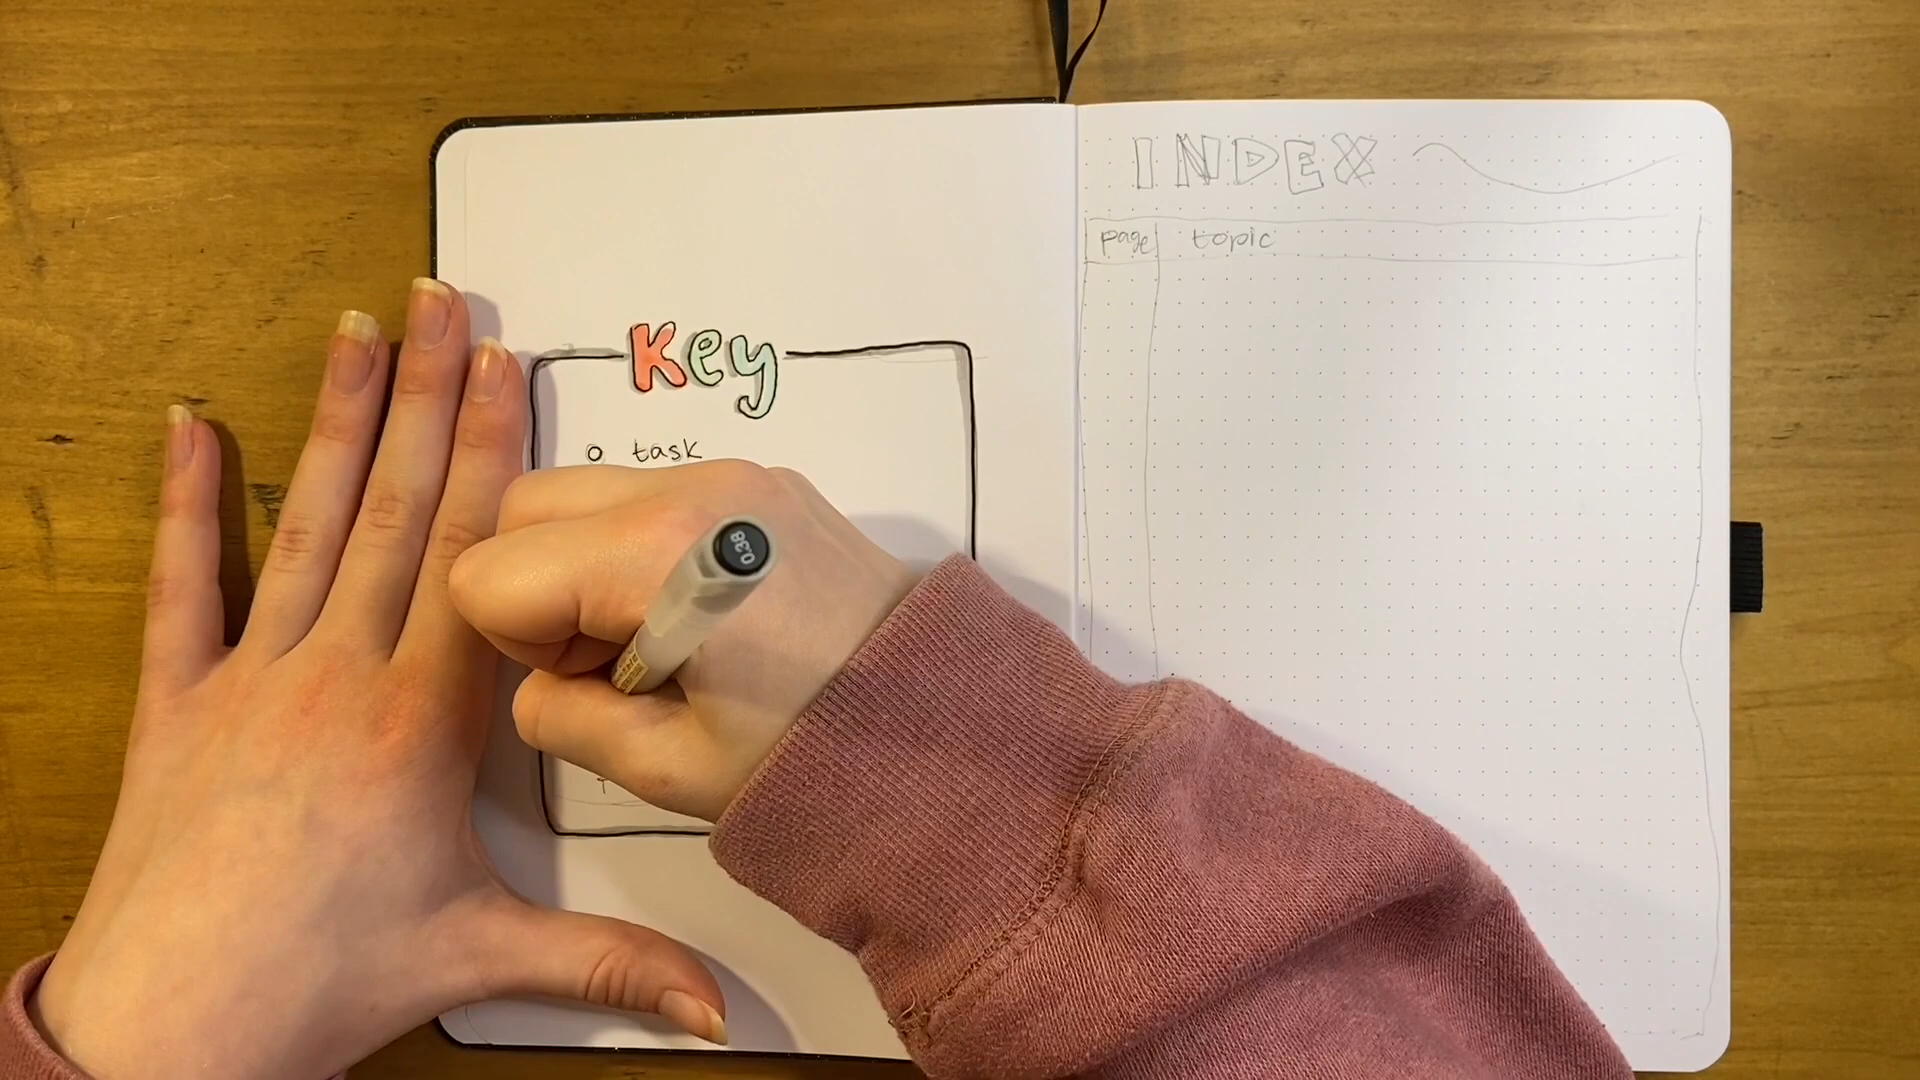 Key
o task
INDEX
page topic
0.38